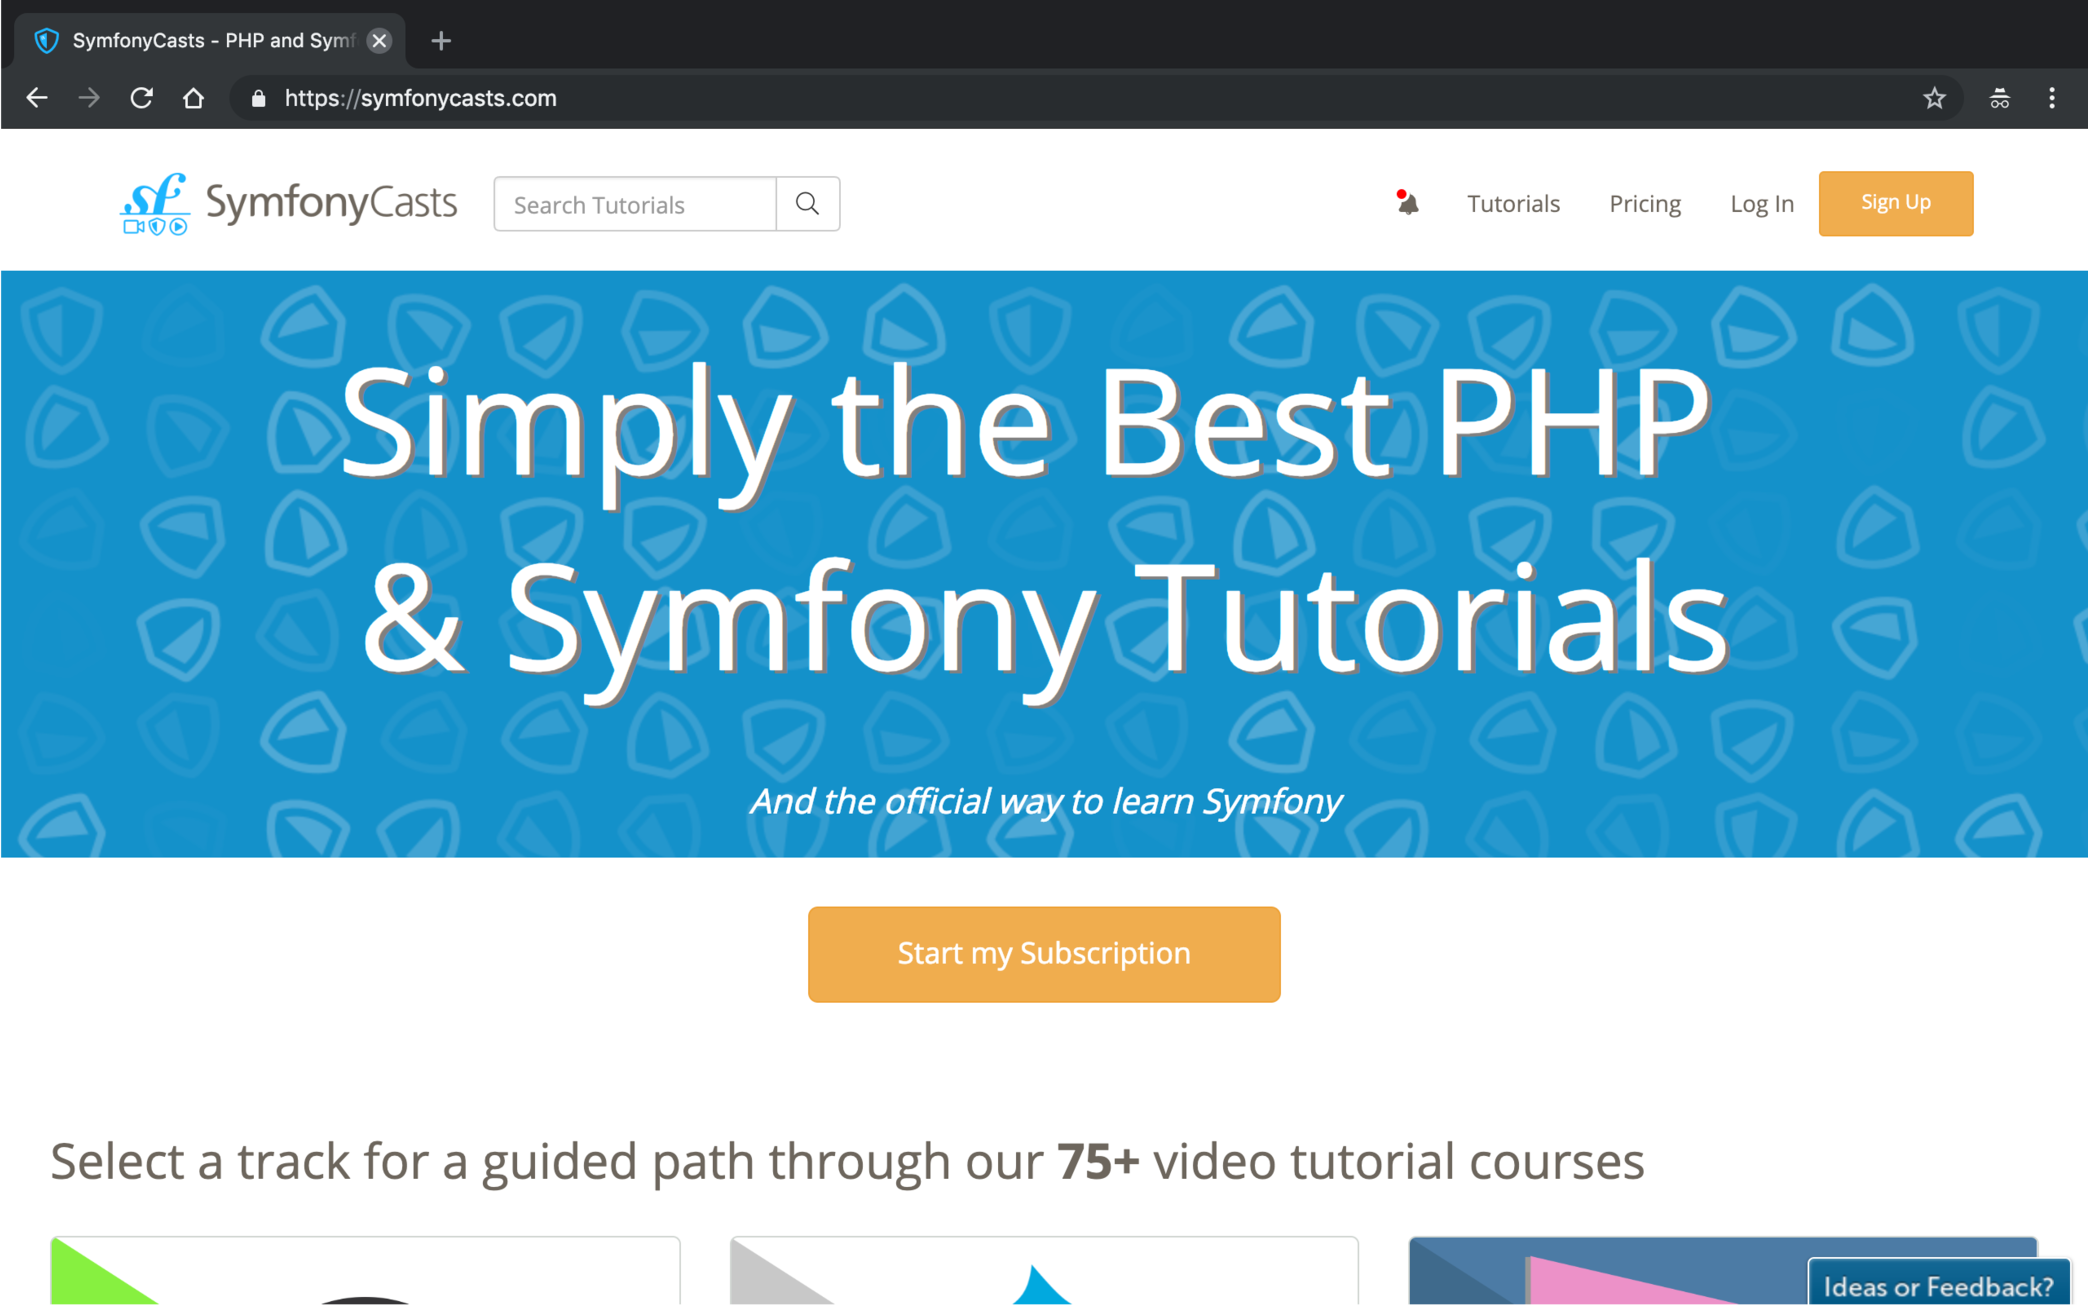 SymfonyCasts - PHP and Symf
https://symfonycasts.com
SymfonyCasts
Search Tutorials
Tutorials
Pricing
Log In
Sign Up
Simply the Best PHP
& Symfony Tutorials
And the official way to learn Symfony
Start my Subscription
Select a track for a guided path through our 75+ video tutorial courses
Ideas or Feedback?